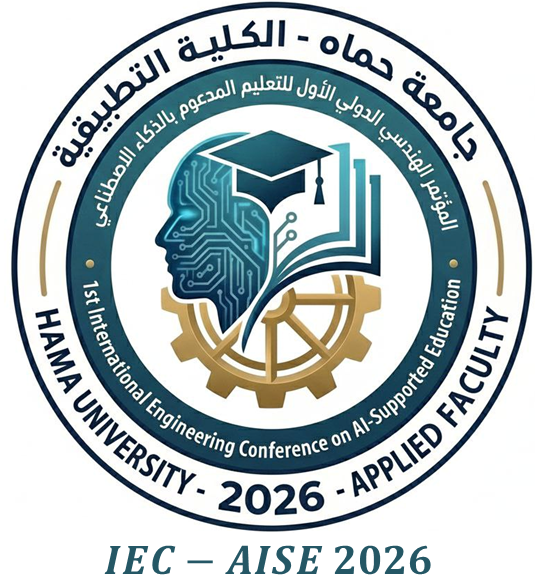 جامعة حماه - الكلية التطبيقية
المؤتمر الهندسي الدولي الأول للتعليم المدعوم بالذكاء الاصطناعي
1st International Engineering Conference on AI-Supported Education
HAMA UNIVERSITY - 2026 - APPLIED FACULTY
IEC – AISE 2026